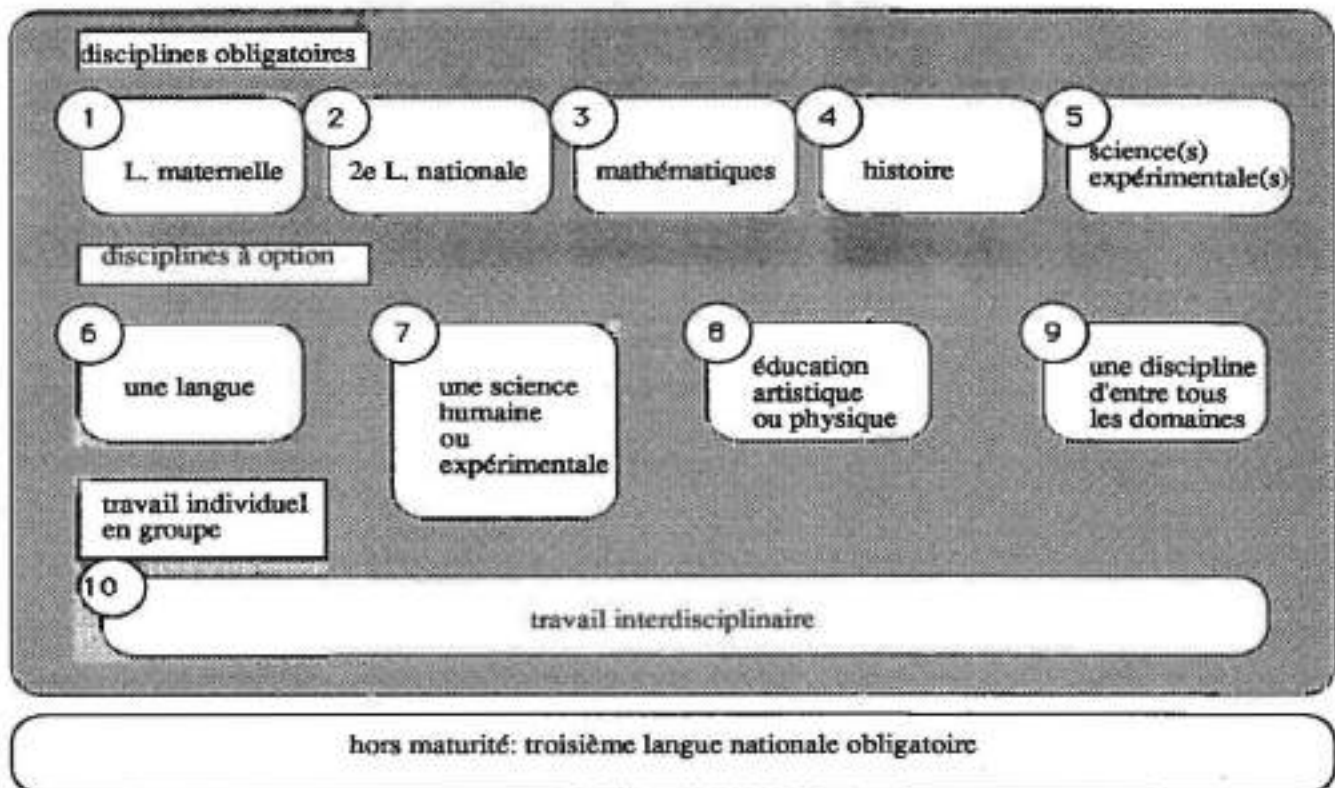 disciplines obligatoires
1
L. maternelle
2
2e L. nationale
3
mathématiques
4
histoire
5
science(s)
expérimentale(s)
disciplines à option
6
une langue
7
une science
humaine
ou
expérimentale
8
éducation
artistique
ou physique
9
une discipline
d'entre tous
les domaines
travail individuel
en groupe
10
travail interdisciplinaire
hors maturité: troisième langue nationale obligatoire